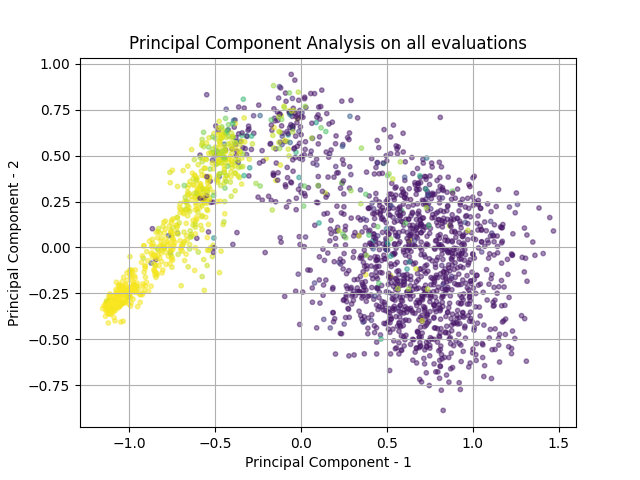 Principal Component Analysis on all evaluations
1.00
0.75
0.50
0.25
0.00
−0.25
−0.50
−0.75
Principal Component - 2
−1.0 −0.5 0.0 0.5 1.0 1.5
Principal Component - 1